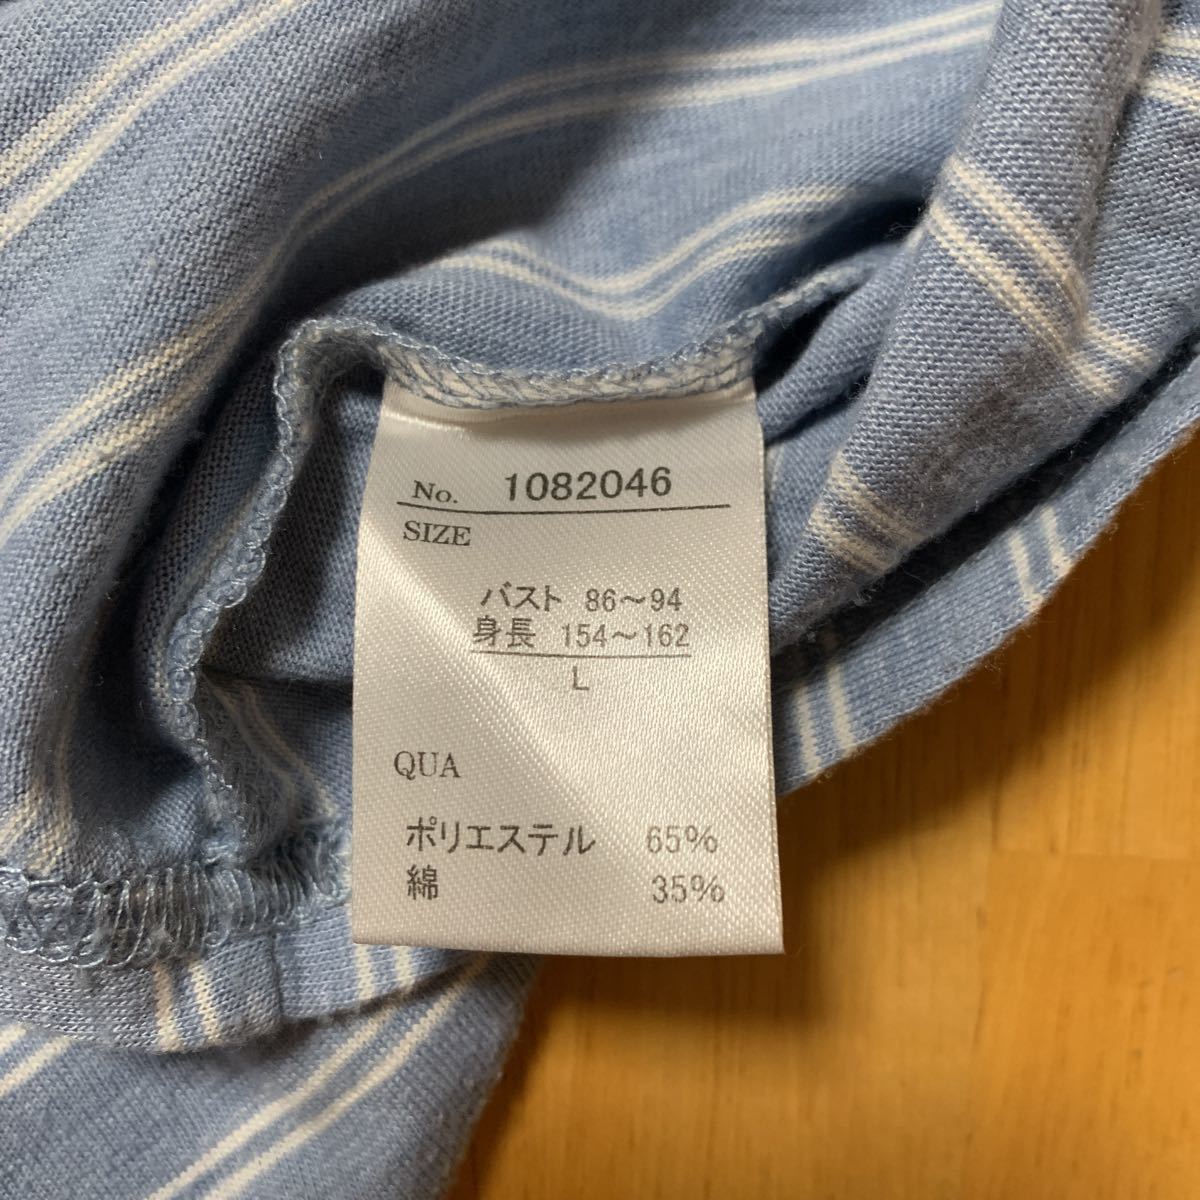 No. 1082046
SIZE
バスト 86～94
身長 154～162
L
QUA
ポリエステル 65%
綿 35%